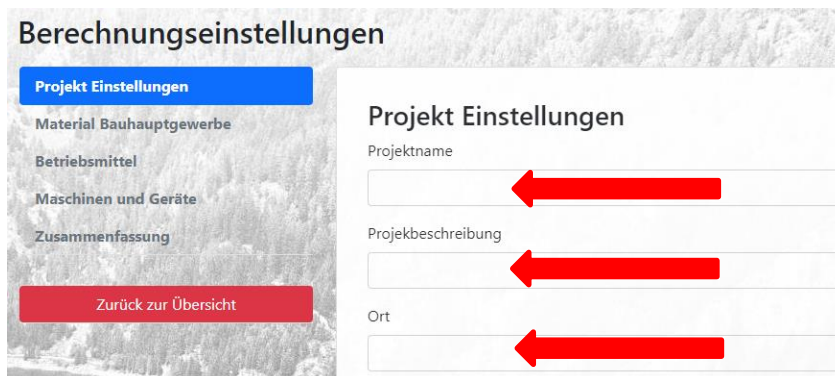 Berechnungseinstellungen
Projekt Einstellungen
Material Bauhauptgewerbe
Betriebsmittel
Maschinen und Geräte
Zusammenfassung
Zurück zur Übersicht
Projekt Einstellungen
Projektname
Projekbeschreibung
Ort